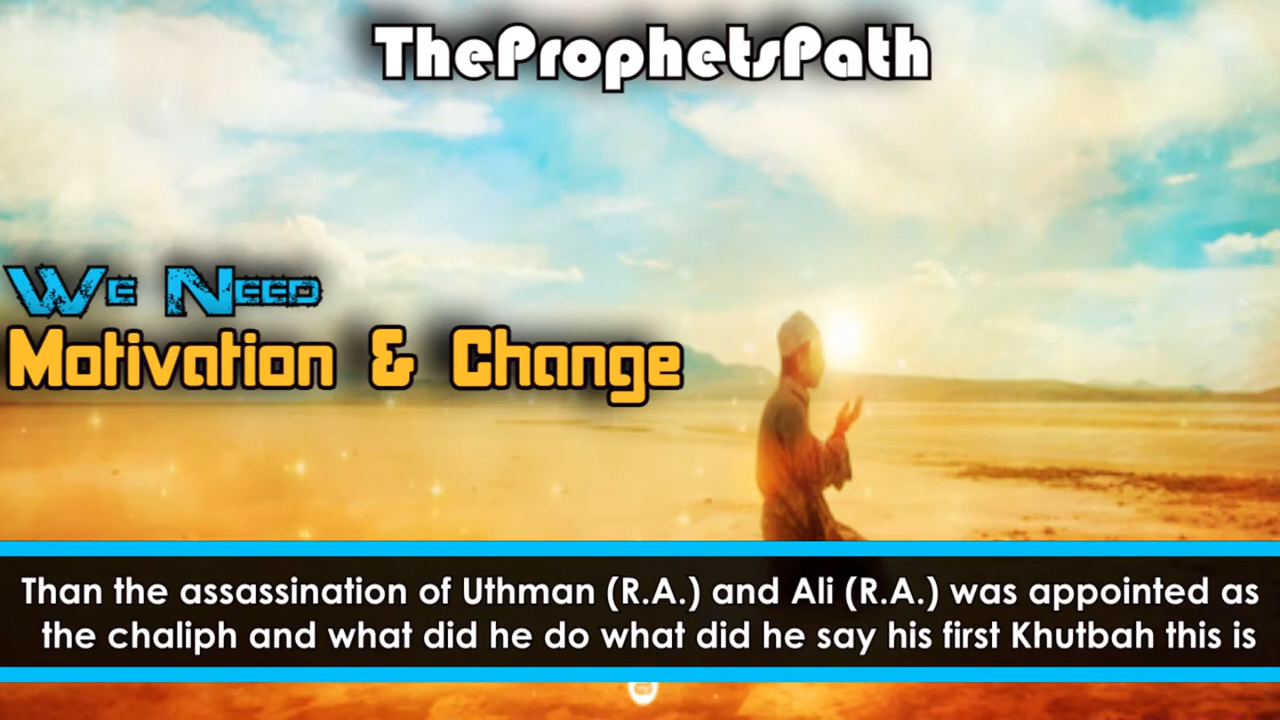 TheProphetsPath
We Need
Motivation & Change
Than the assassination of Uthman (R.A.) and Ali (R.A.) was appointed as
the chaliph and what did he do what did he say his first Khutbah this is